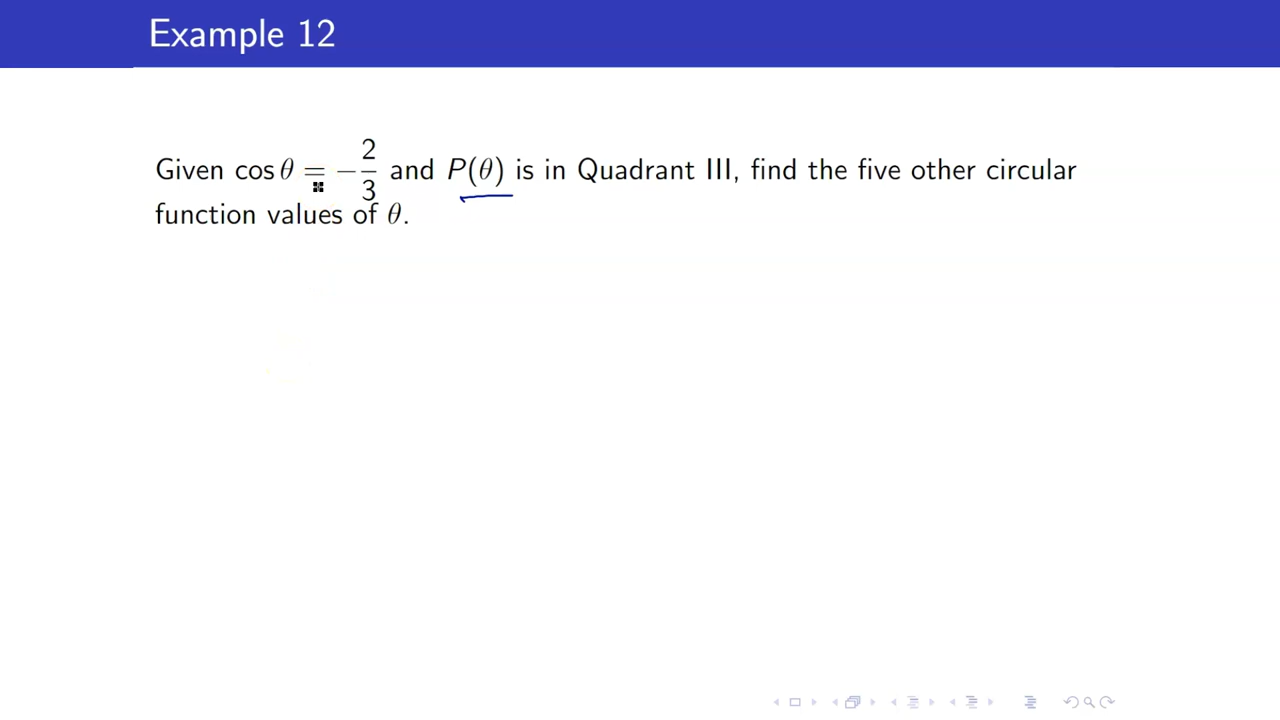 Example 12
Given cos θ = −2/3 and P(θ) is in Quadrant III, find the five other circular
function values of θ.